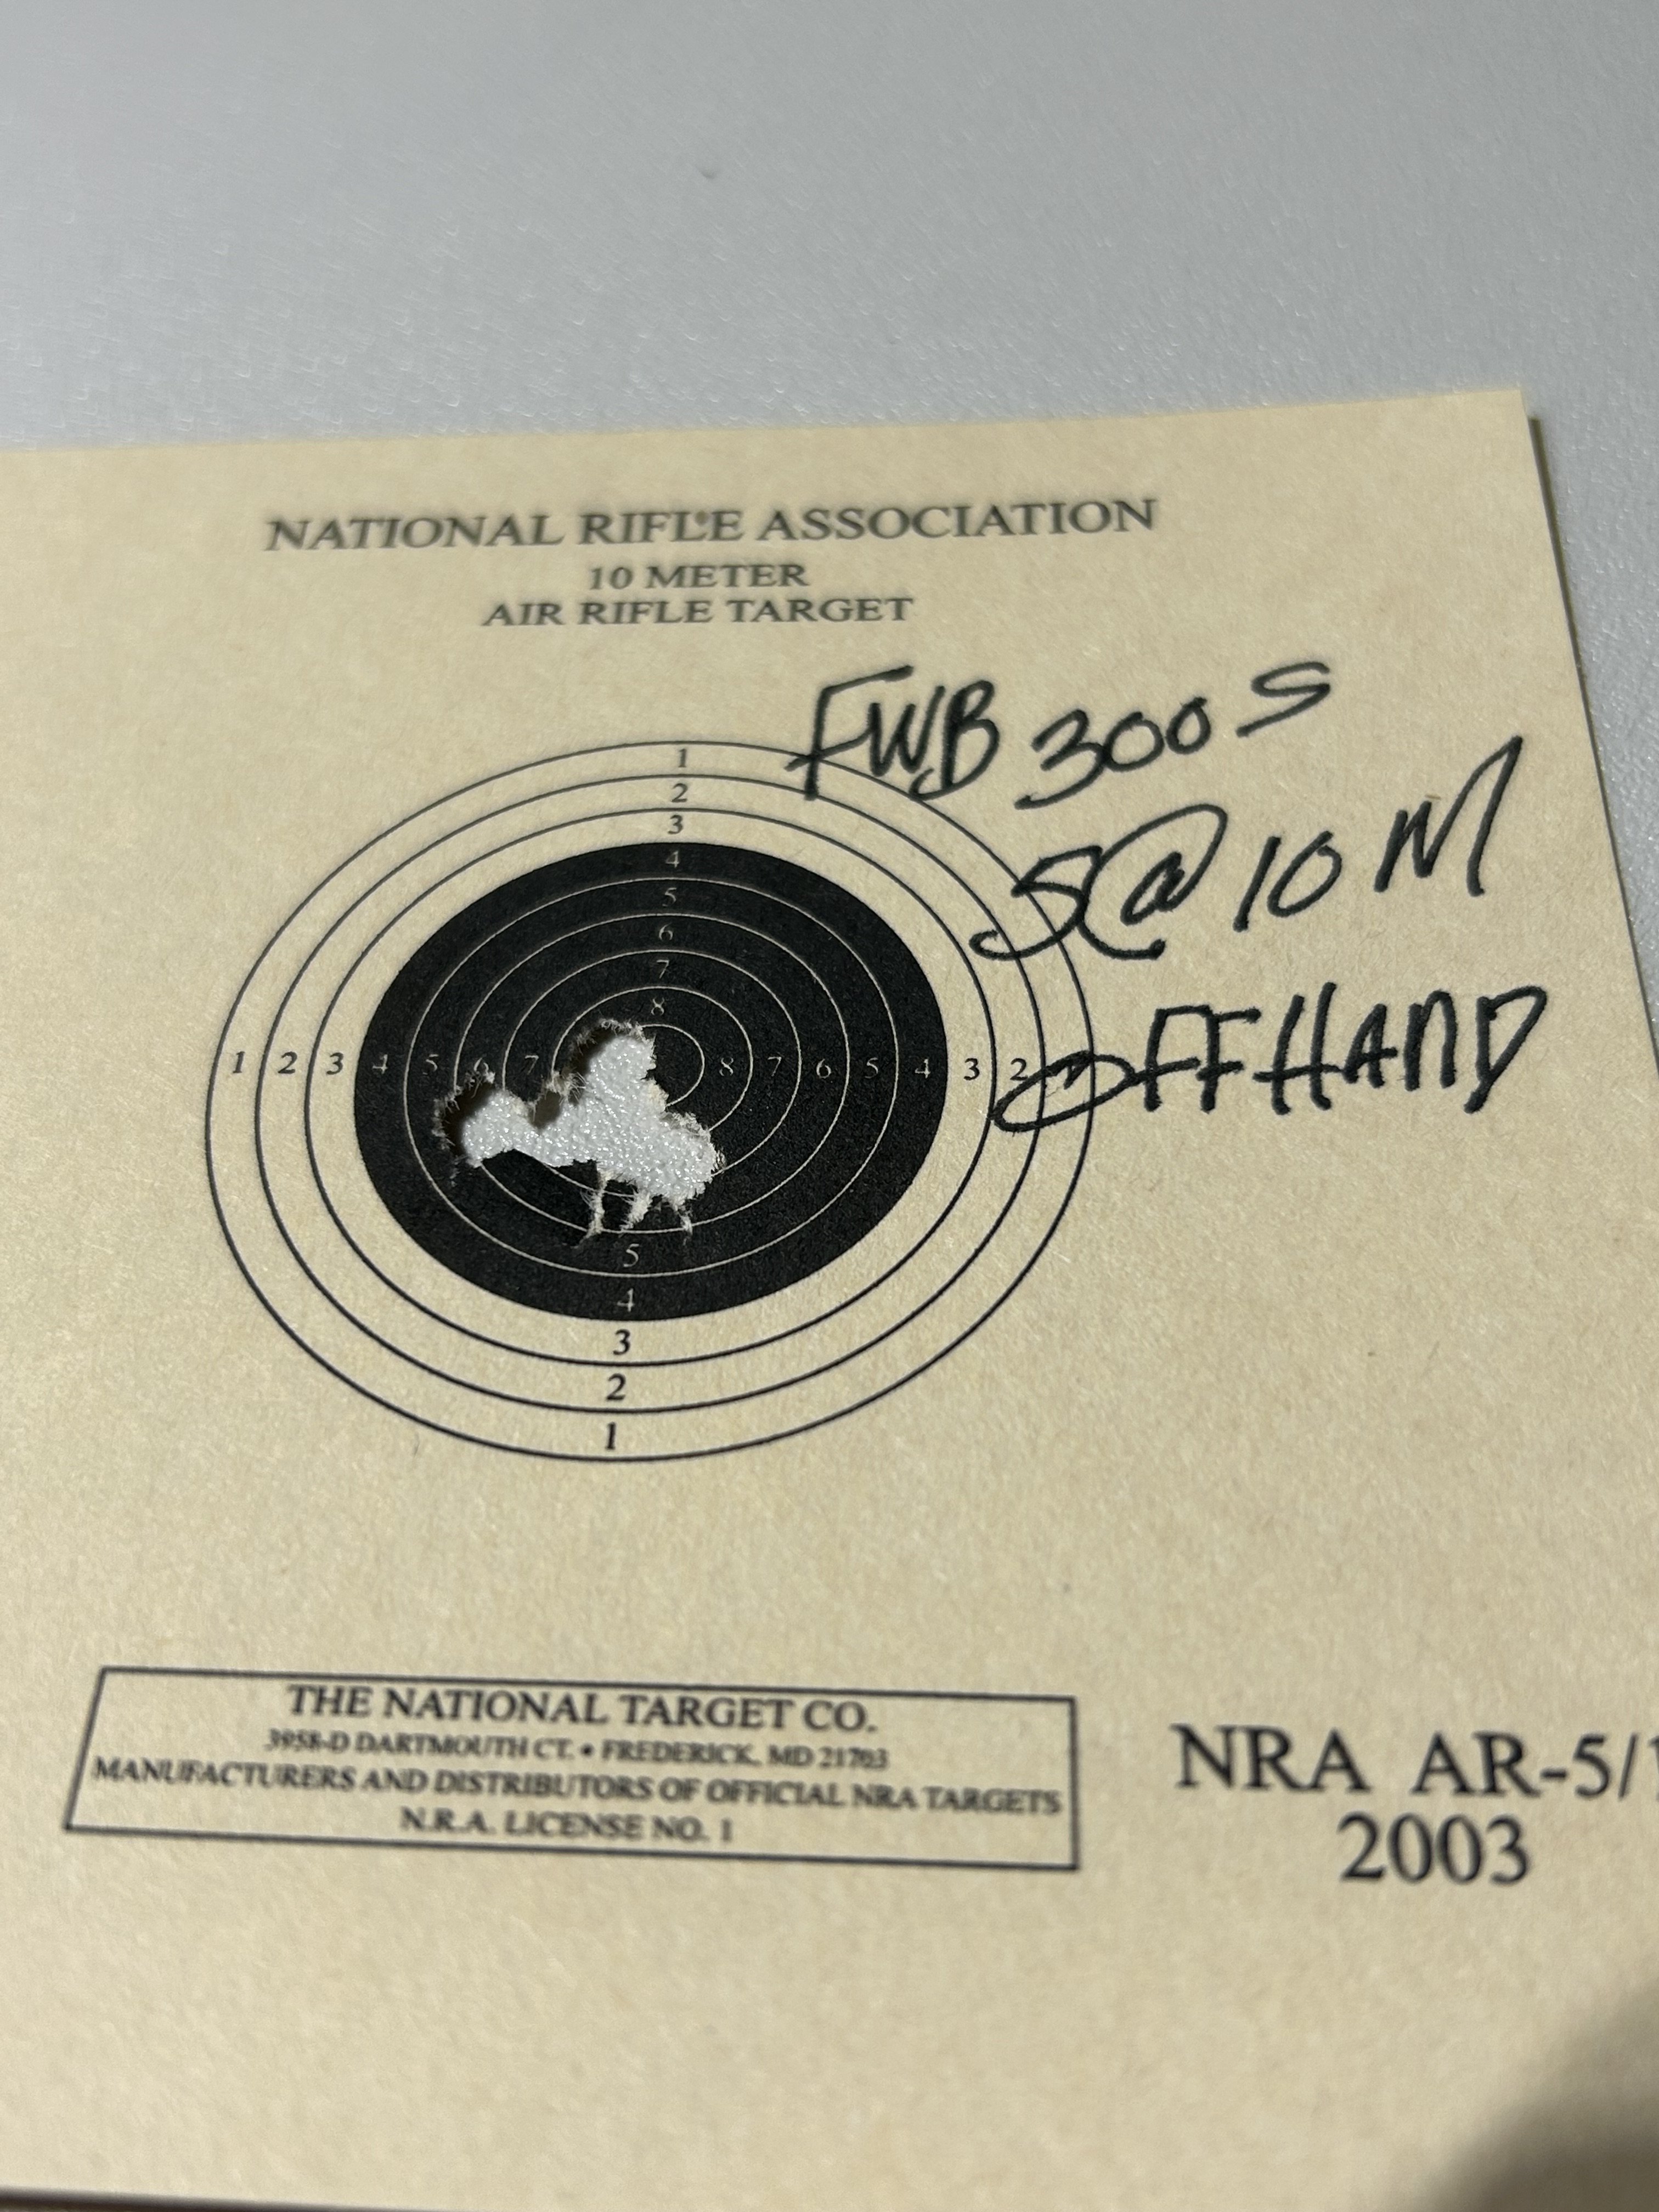 NATIONAL RIFLE ASSOCIATION
10 METER
AIR RIFLE TARGET
FWB 300 S
5@10 M
OFFHAND
1
2
3
4
5
6
7
8
1 2 3 4 5 6 7 8 7 6 5 4 3 2 1
5
4
3
2
1
THE NATIONAL TARGET CO.
3958-D DARTMOUTH CT. • FREDERICK, MD 21703
MANUFACTURERS AND DISTRIBUTORS OF OFFICIAL NRA TARGETS
N.R.A. LICENSE NO. 1
NRA AR-5/1
2003